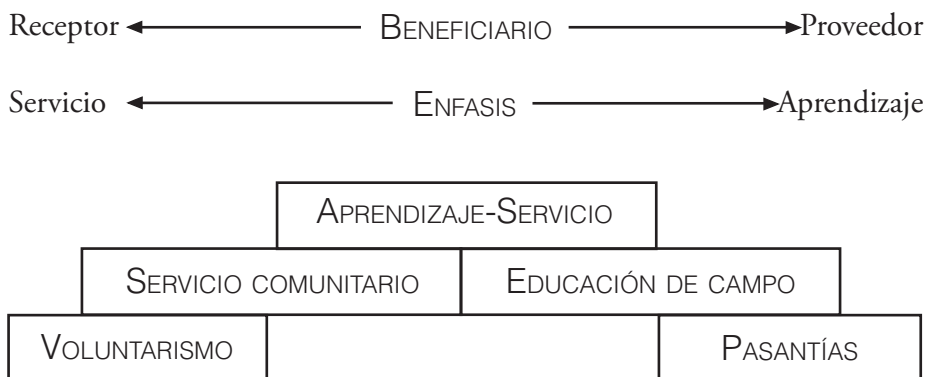 Receptor BENEFICIARIO Proveedor
Servicio ENFASIS Aprendizaje
APRENDIZAJE-SERVICIO
SERVICIO COMUNITARIO EDUCACIÓN DE CAMPO
VOLUNTARISMO PASANTÍAS